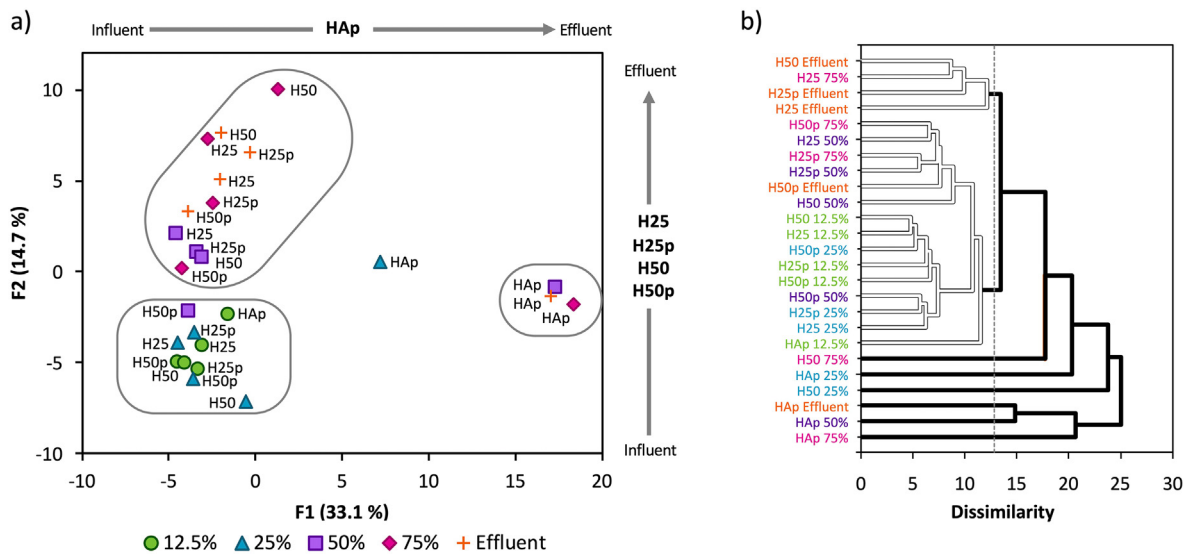 a)
Influent
HAp
Effluent
F2 (14.7 %)
10
5
0
-5
-10
H50
H50
H25
H25p
H25
H25p
H50p
H25
H25p
H50
H50p
HAp
HAp
HAp
HAp
H50p
HAp
H25p
H25
H25
H50p
H25p
H50
H50p
H50
-10
-5
0
5
10
15
20
F1 (33.1 %)
12.5%
25%
50%
75%
Effluent
Effluent
H25
H25p
H50
H50p
Influent
b)
H50 Effluent
H25 75%
H25p Effluent
H25 Effluent
H50p 75%
H25 50%
H25p 75%
H25p 50%
H50p Effluent
H50 50%
H50 12.5%
H25 12.5%
H50p 25%
H25p 12.5%
H50p 12.5%
H50p 50%
H25p 25%
H25 25%
HAp 12.5%
H50 75%
HAp 25%
H50 25%
HAp Effluent
HAp 50%
HAp 75%
0
5
10
15
20
25
30
Dissimilarity